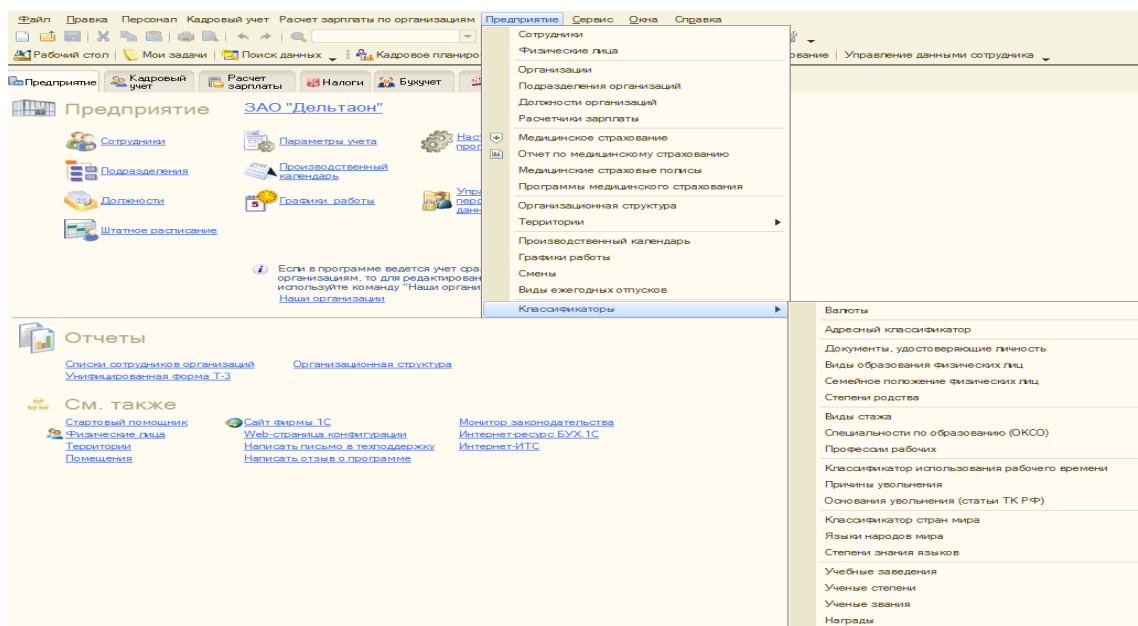 Файл Правка Персонал Кадровый учет Расчет зарплаты по организациям Предприятие Сервис Окна Справка
Рабочий стол Мои задачи Поиск данных Кадровое планиро
вание Управление данными сотрудника
Предприятие Кадровый учет Расчет зарплаты Налоги Бухучет
Предприятие ЗАО "Дельтаон"
Сотрудники Параметры учета Нас
прог
Подразделения Производственный календарь
Должности Графики работы Упра
перс
данн
Штатное расписание
Если в программе ведется учет сра
организациям, то для редактирован
используйте команду "Наши органи
Наши организации
Отчеты
Списки сотрудников организаций Организационная структура
Унифицированная форма Т-3
См. также
Стартовый помощник Сайт фирмы 1С Монитор законодательства
Физические лица Web-страница конфигурации Интернет-ресурс БУХ.1С
Территории Написать письмо в техподдержку Интернет-ИТС
Помещения Написать отзыв о программе
Сотрудники
Физические лица
Организации
Подразделения организаций
Должности организаций
Расчетчики зарплаты
Медицинское страхование
Отчет по медицинскому страхованию
Медицинские страховые полисы
Программы медицинского страхования
Организационная структура
Территории
Производственный календарь
Графики работы
Смены
Виды ежегодных отпусков
Классификаторы
Валюты
Адресный классификатор
Документы, удостоверяющие личность
Виды образования физических лиц
Семейное положение физических лиц
Степени родства
Виды стажа
Специальности по образованию (ОКСО)
Профессии рабочих
Классификатор использования рабочего времени
Причины увольнения
Основания увольнения (статьи ТК РФ)
Классификатор стран мира
Языки народов мира
Степени знания языков
Учебные заведения
Ученые степени
Ученые звания
Награды